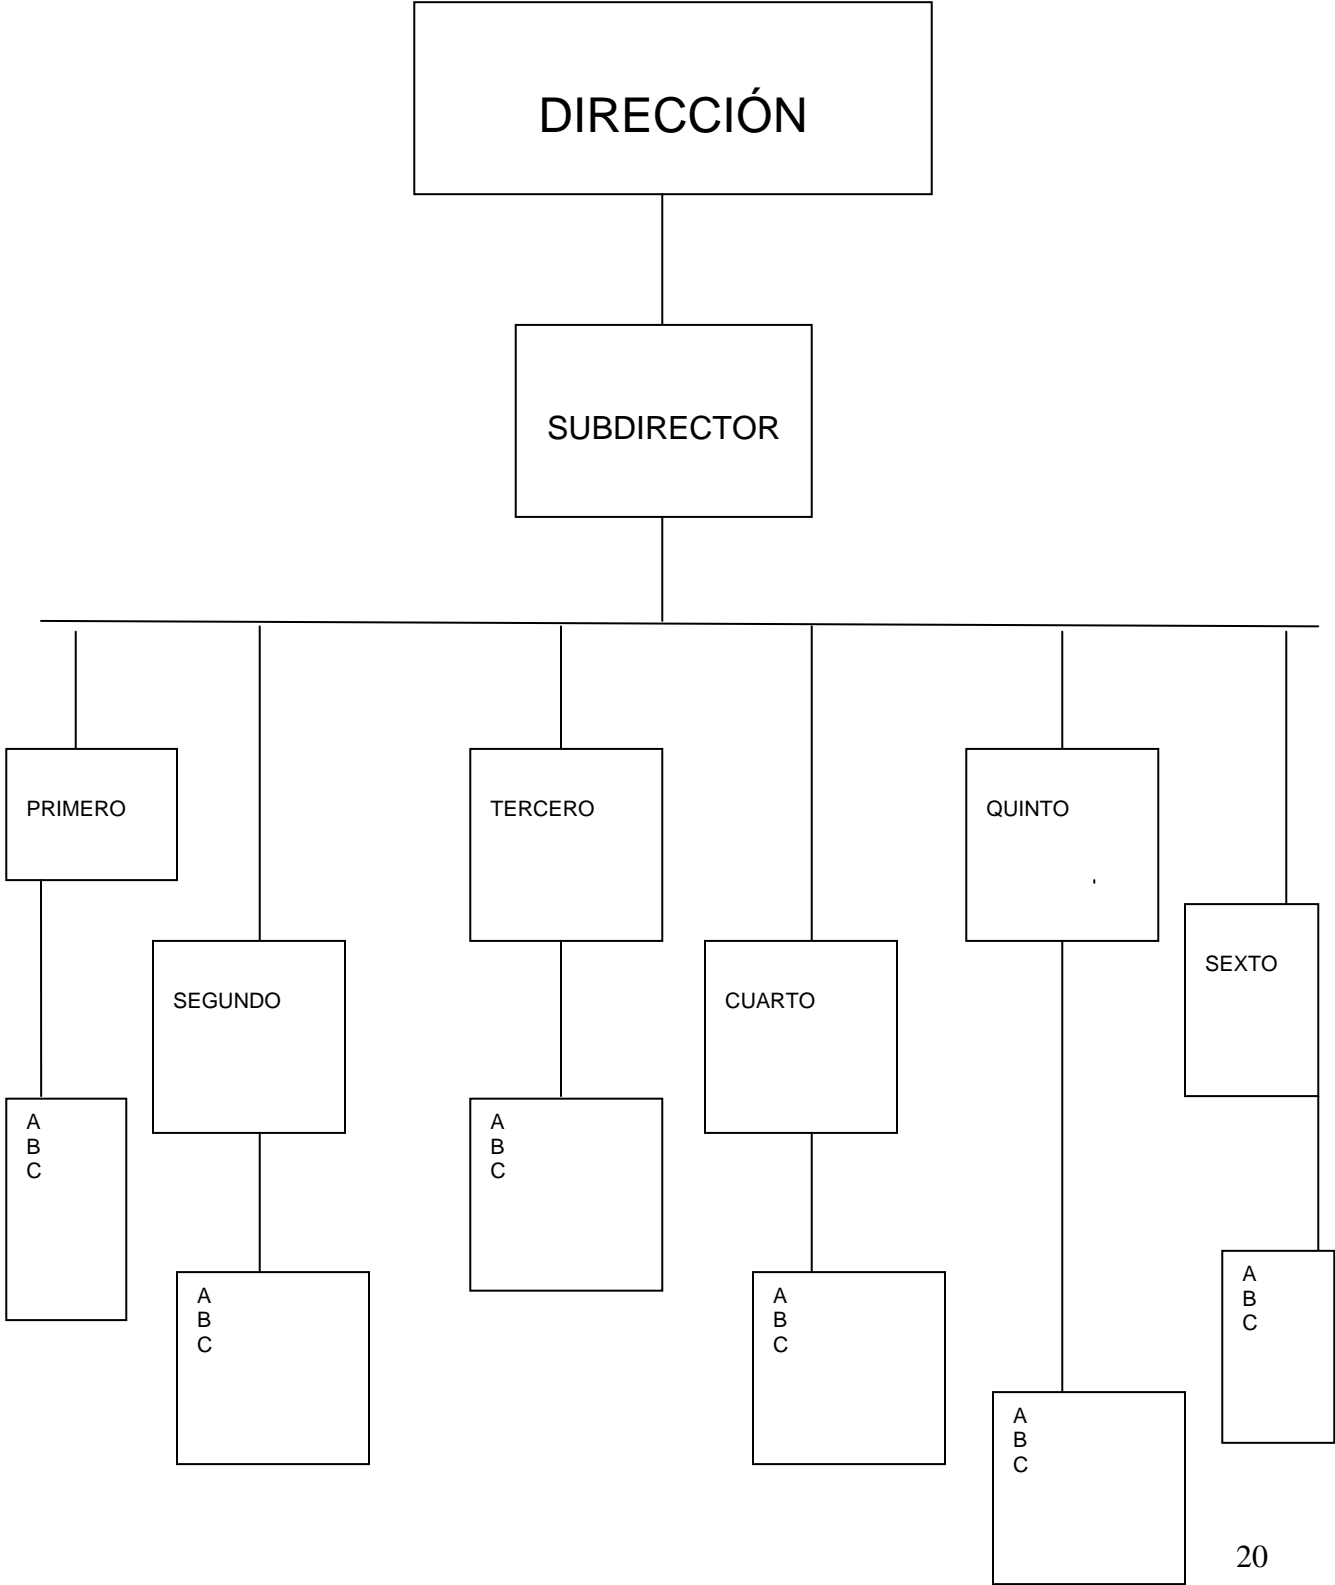 DIRECCIÓN
SUBDIRECTOR
PRIMERO
TERCERO
QUINTO
SEXTO
SEGUNDO
CUARTO
A
B
C
A
B
C
A
B
C
A
B
C
A
B
C
A
B
C
20